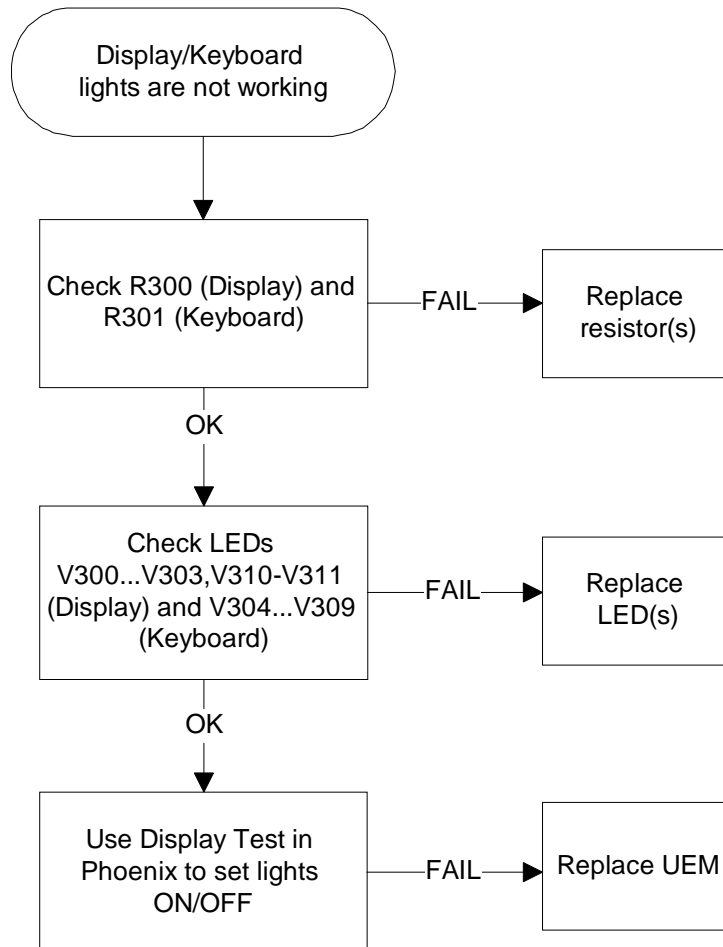 Display/Keyboard
lights are not working
Check R300 (Display) and
R301 (Keyboard)
FAIL
Replace
resistor(s)
OK
Check LEDs
V300...V303,V310-V311
(Display) and V304...V309
(Keyboard)
FAIL
Replace
LED(s)
OK
Use Display Test in
Phoenix to set lights
ON/OFF
FAIL
Replace UEM